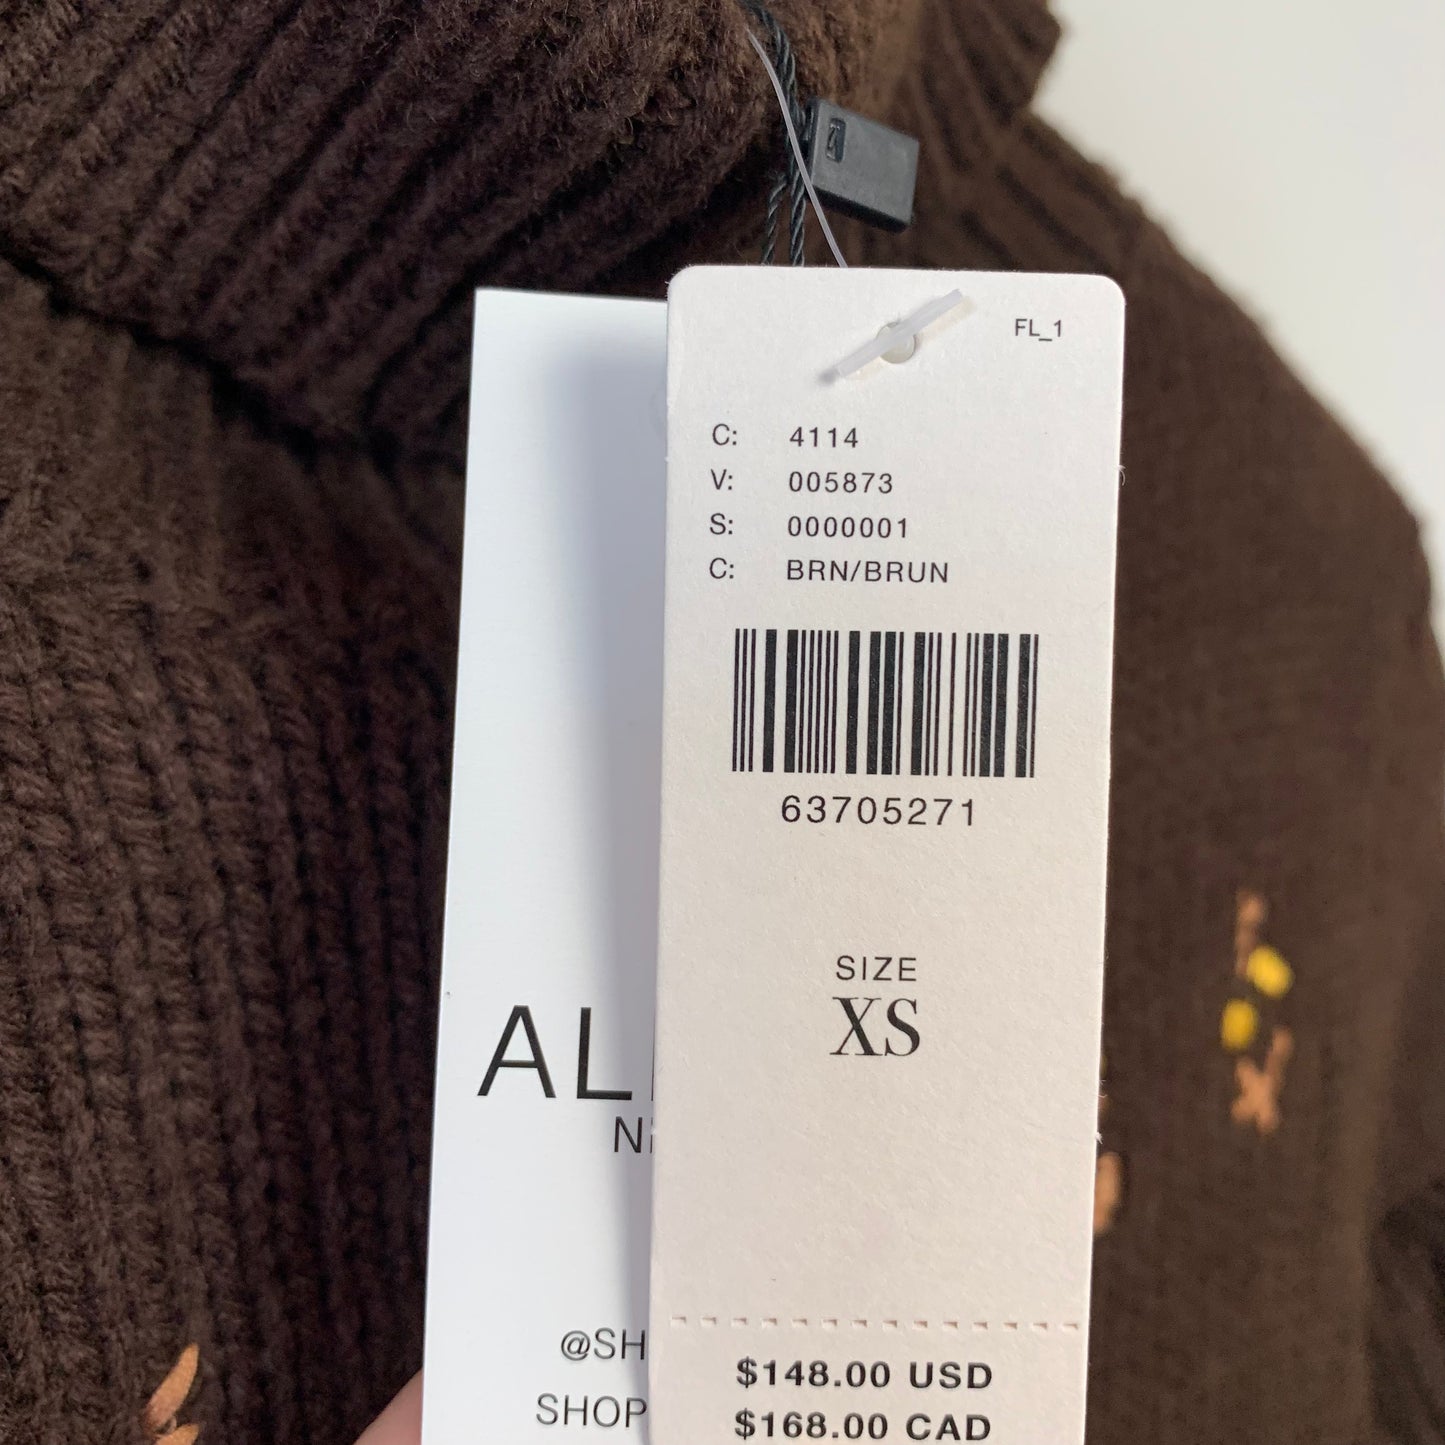 FL_1
C: 4114
V: 005873
S: 0000001
C: BRN/BRUN
63705271
SIZE
XS
$148.00 USD
$168.00 CAD
AL
N
@SH
SHOP